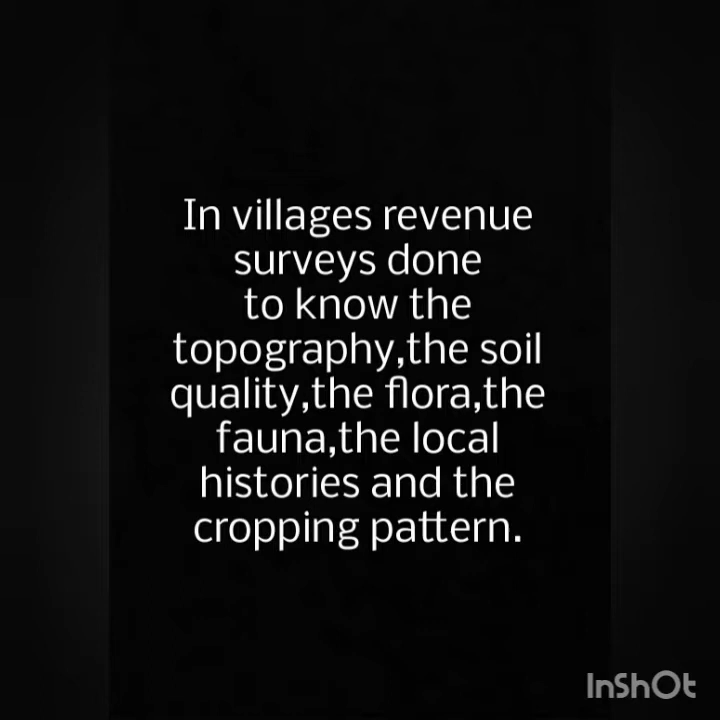 In villages revenue
surveys done
to know the
topography,the soil
quality,the flora,the
fauna,the local
histories and the
cropping pattern.
InShOt